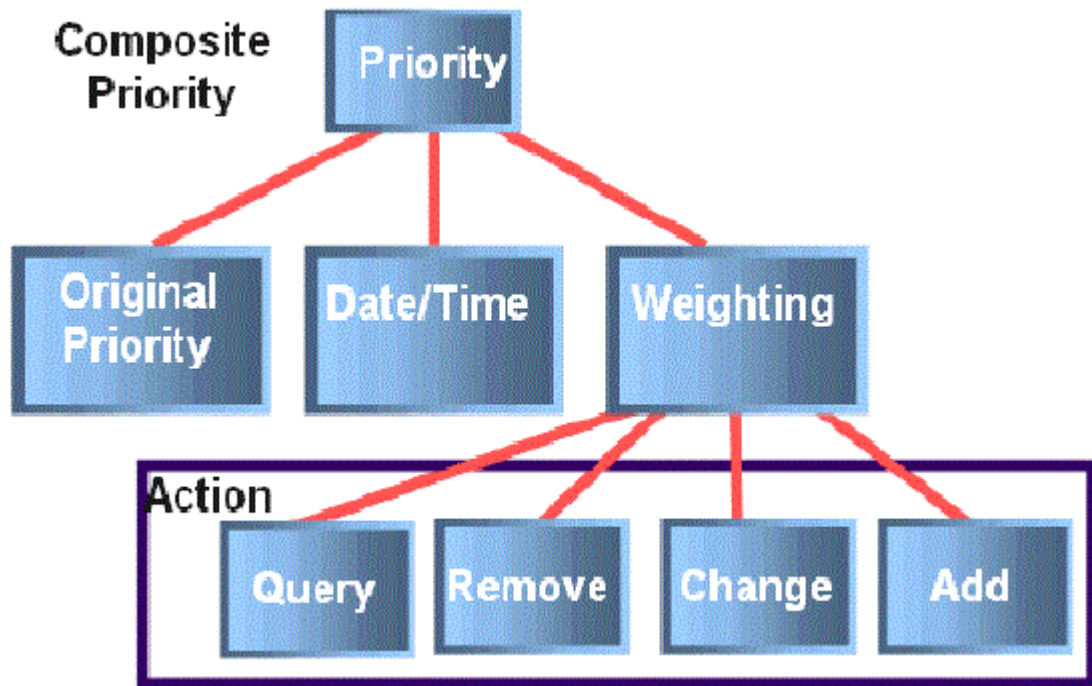 Composite
Priority
Priority
Original
Priority
Date/Time
Weighting
Action
Query
Remove
Change
Add